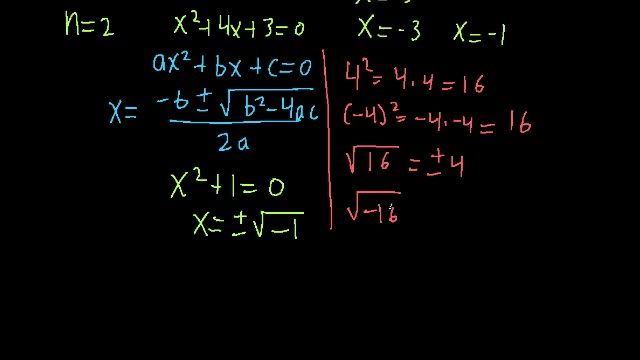 n=2 x²+4x+3=0 x=-3 x=-1
ax²+bx+c=0
x= -b ± √(b²-4ac) / 2a
x²+1=0
x=±√-1
4²=4·4=16
(-4)²=-4·-4=16
√16=±4
√-16